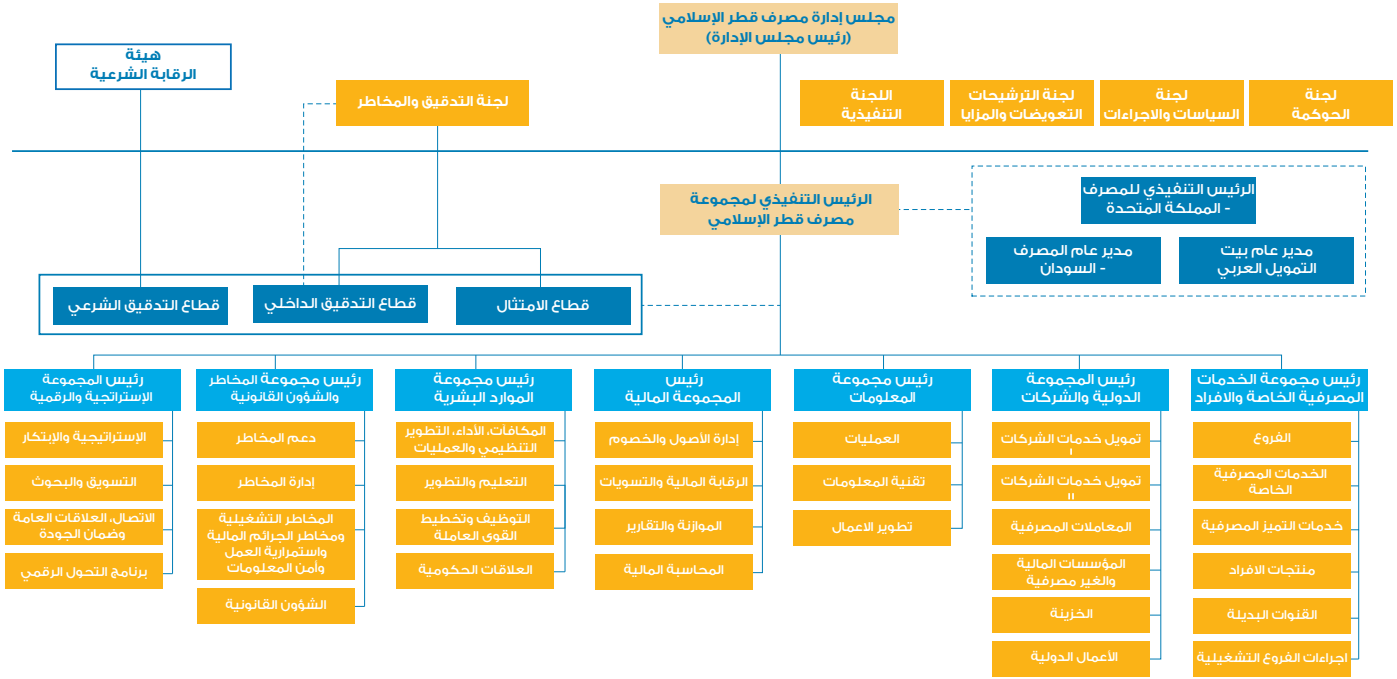 مجلس إدارة مصرف قطر الإسلامي
(رئيس مجلس الإدارة)
هيئة
الرقابة الشرعية
لجنة التدقيق والمخاطر
لجنة
الحوكمة
لجنة
السياسات والاجراءات
لجنة الترشيحات
التعويضات والمزايا
اللجنة
التنفيذية
الرئيس التنفيذي لمجموعة
مصرف قطر الإسلامي
الرئيس التنفيذي للمصرف
- المملكة المتحدة
مدير عام بيت
التمويل العربي
مدير عام المصرف
- السودان
قطاع الامتثال
قطاع التدقيق الداخلي
قطاع التدقيق الشرعي
رئيس مجموعة الخدمات
المصرفية الخاصة والافراد
الفروع
الخدمات المصرفية
الخاصة
خدمات التميز المصرفية
منتجات الافراد
القنوات البديلة
اجراءات الفروع التشغيلية
رئيس المجموعة
الدولية والشركات
تمويل خدمات الشركات
I
تمويل خدمات الشركات
II
المعاملات المصرفية
المؤسسات المالية
والغير مصرفية
الخزينة
الأعمال الدولية
رئيس مجموعة
المعلومات
العمليات
تقنية المعلومات
تطوير الاعمال
رئيس
المجموعة المالية
إدارة الأصول والخصوم
الرقابة المالية والتسويات
الموازنة والتقارير
المحاسبة المالية
رئيس مجموعة
الموارد البشرية
المكافآت، الأداء، التطوير
التنظيمي والعمليات
التعليم والتطوير
التوظيف وتخطيط
القوى العاملة
العلاقات الحكومية
رئيس مجموعة المخاطر
والشؤون القانونية
دعم المخاطر
إدارة المخاطر
المخاطر التشغيلية
ومخاطر الجرائم المالية
واستمرارية العمل
وأمن المعلومات
الشؤون القانونية
رئيس المجموعة
الإستراتجية والرقمية
الإستراتيجية والإبتكار
التسويق والبحوث
الاتصال، العلاقات العامة
وضمان الجودة
برنامج التحول الرقمي